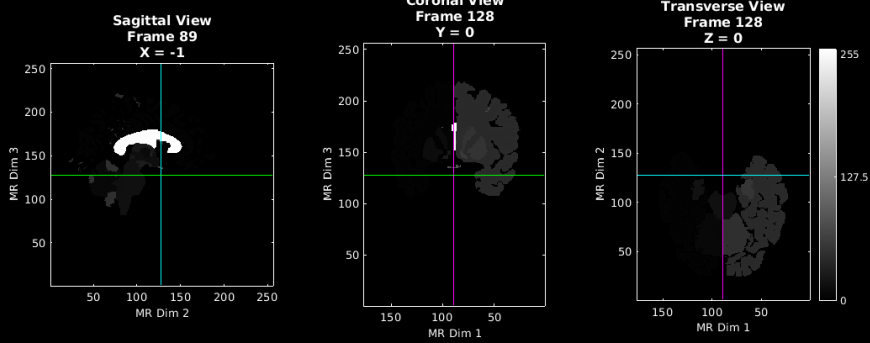 Sagittal View
Frame 89
X = -1
250
200
150
100
50
MR Dim 3
50
100
150
200
250
MR Dim 2
Coronal View
Frame 128
Y = 0
250
200
150
100
50
MR Dim 3
150
100
50
MR Dim 1
Transverse View
Frame 128
Z = 0
250
200
150
100
50
MR Dim 2
150
100
50
MR Dim 1
255
127.5
0